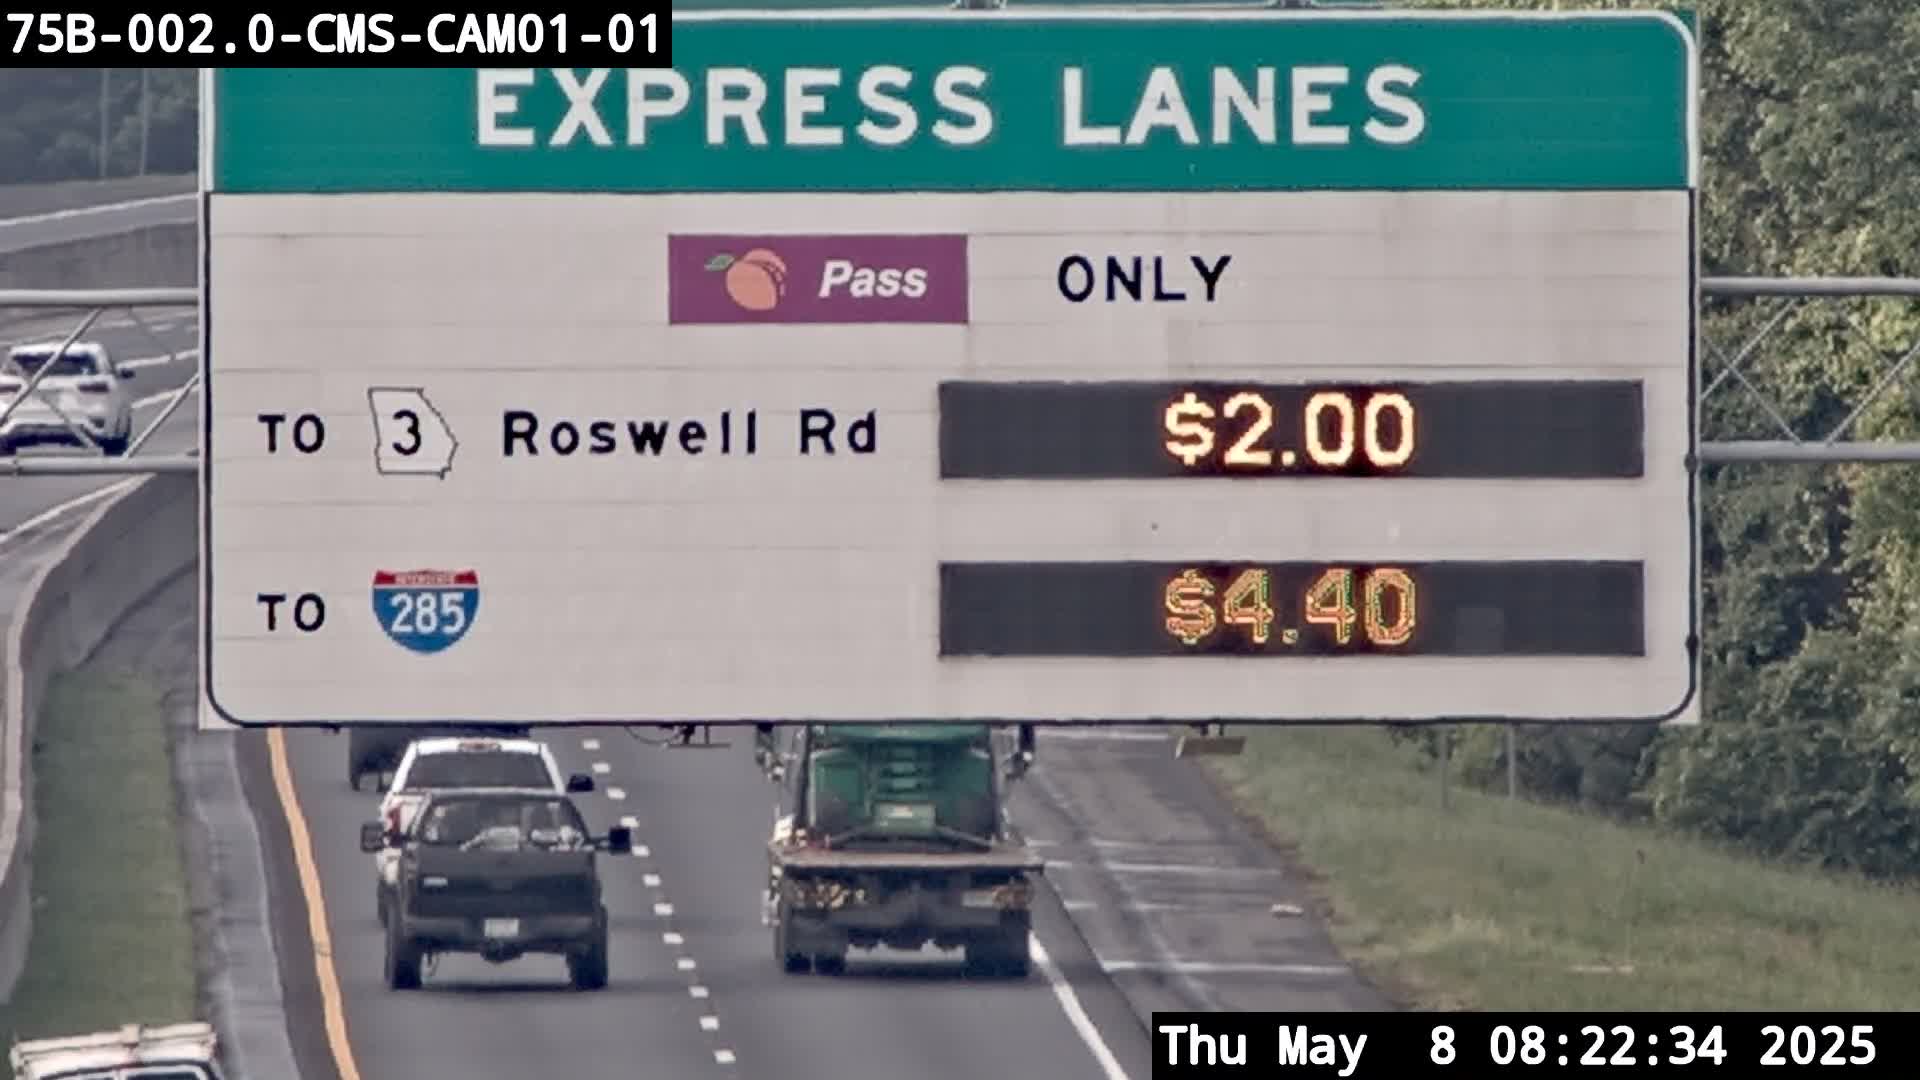 75B-002.0-CMS-CAM01-01
EXPRESS LANES
Pass ONLY
TO 3 Roswell Rd $2.00
INTERSTATE
TO 285 $4.40
Thu May 8 08:22:34 2025